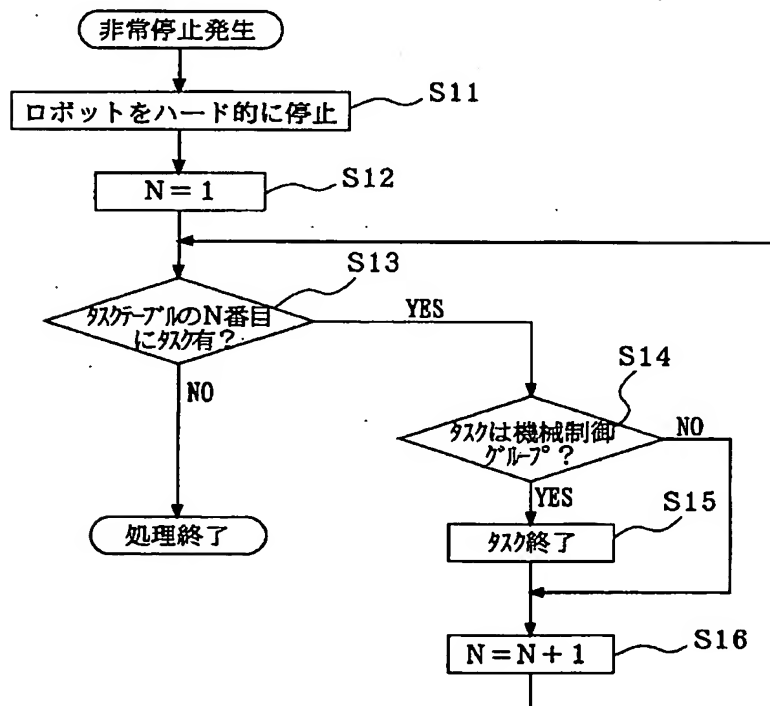 非常停止発生
ロボットをハード的に停止
S11
N=1
S12
S13
タスクテーブルのN番目
にタスク有?
YES
NO
処理終了
S14
タスクは機械制御
グループ?
NO
YES
S15
タスク終了
N=N+1
S16